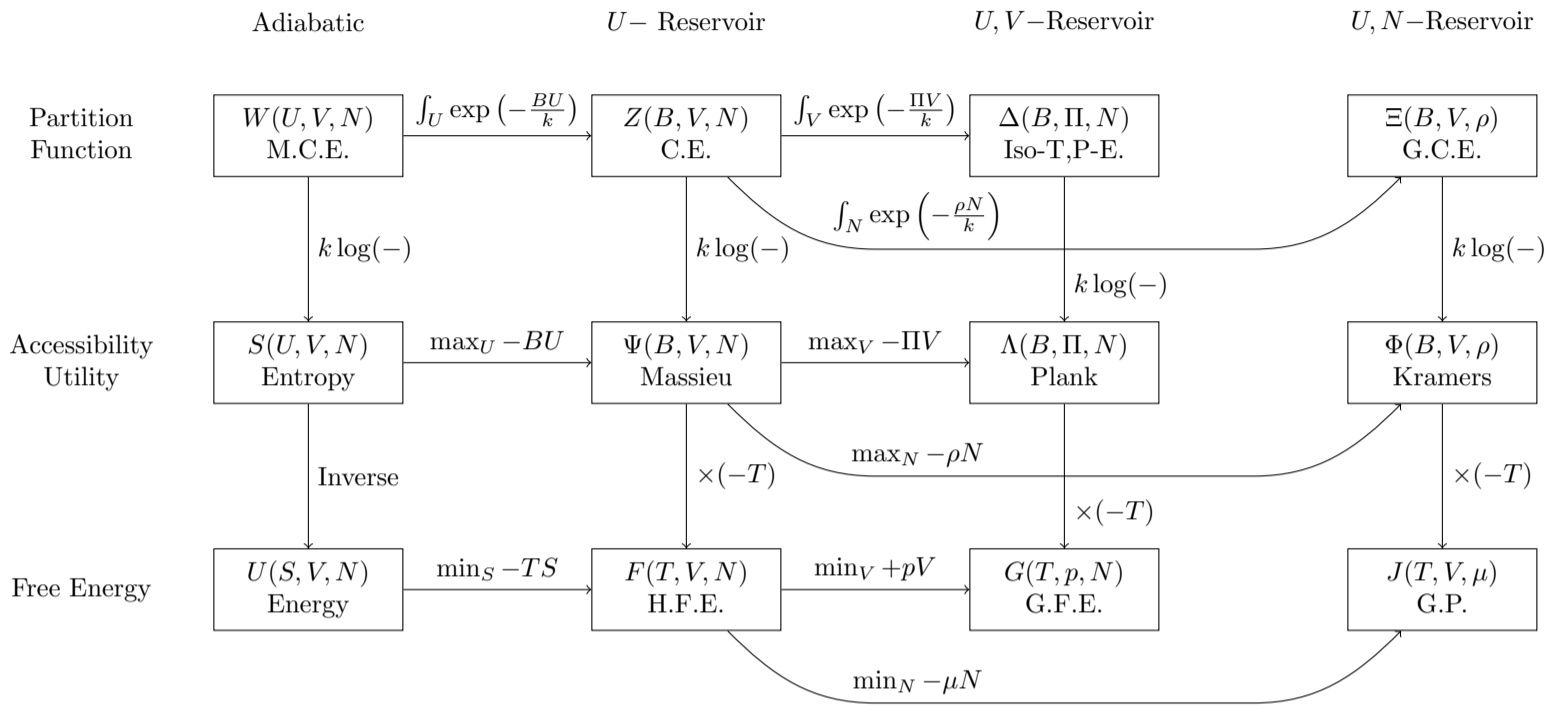 Adiabatic
U− Reservoir
U, V−Reservoir
U, N−Reservoir
Partition
Function
W(U, V, N)
M.C.E.
∫_U exp (−BU/k)
Z(B, V, N)
C.E.
∫_V exp (−ΠV/k)
Δ(B, Π, N)
Iso-T,P-E.
Ξ(B, V, ρ)
G.C.E.
∫_N exp (−ρN/k)
k log(−)
k log(−)
k log(−)
k log(−)
Accessibility
Utility
S(U, V, N)
Entropy
max_U −BU
Ψ(B, V, N)
Massieu
max_V −ΠV
Λ(B, Π, N)
Plank
Φ(B, V, ρ)
Kramers
max_N −ρN
Inverse
×(−T)
×(−T)
×(−T)
Free Energy
U(S, V, N)
Energy
min_S −TS
F(T, V, N)
H.F.E.
min_V +pV
G(T, p, N)
G.F.E.
J(T, V, μ)
G.P.
min_N −μN